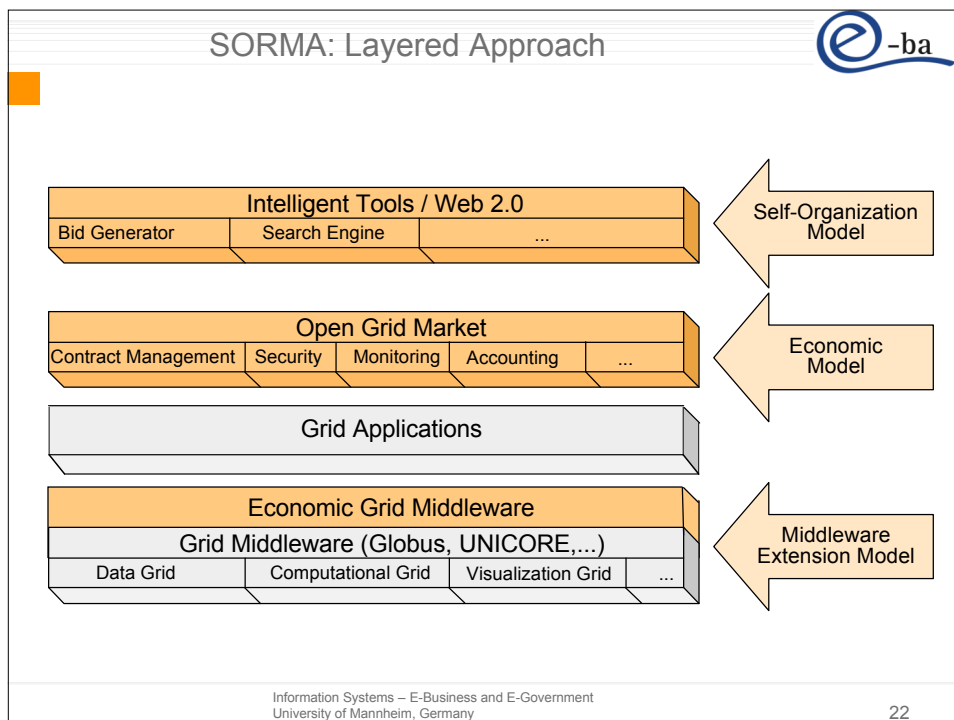 SORMA: Layered Approach
e-ba
Intelligent Tools / Web 2.0
Bid Generator
Search Engine
...
Self-Organization
Model
Open Grid Market
Contract Management
Security
Monitoring
Accounting
...
Economic
Model
Grid Applications
Economic Grid Middleware
Grid Middleware (Globus, UNICORE,...)
Data Grid
Computational Grid
Visualization Grid
...
Middleware
Extension Model
Information Systems – E-Business and E-Government
University of Mannheim, Germany
22